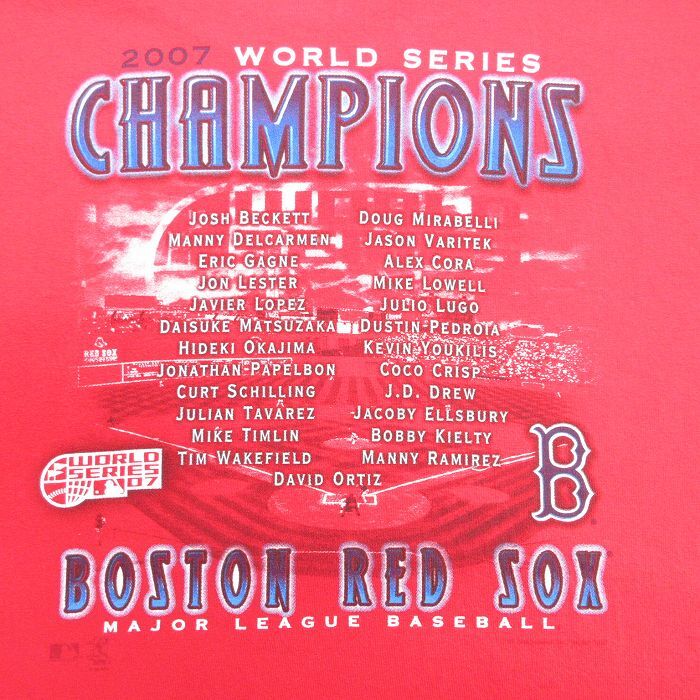 2007 WORLD SERIES
CHAMPIONS
JOSH BECKETT DOUG MIRABELLI
MANNY DELCARMEN JASON VARITEK
ERIC GAGNE ALEX CORA
JON LESTER MIKE LOWELL
JAVIER LOPEZ JULIO LUGO
DAISUKE MATSUZAKA DUSTIN PEDROIA
HIDEKI OKAJIMA KEVIN YOUKILIS
JONATHAN PAPELBON COCO CRISP
CURT SCHILLING J.D. DREW
JULIAN TAVAREZ JACOBY ELLSBURY
MIKE TIMLIN BOBBY KIELTY
TIM WAKEFIELD MANNY RAMIREZ
DAVID ORTIZ
RED SOX
WORLD
SERIES
07
B
BOSTON RED SOX
MAJOR LEAGUE BASEBALL